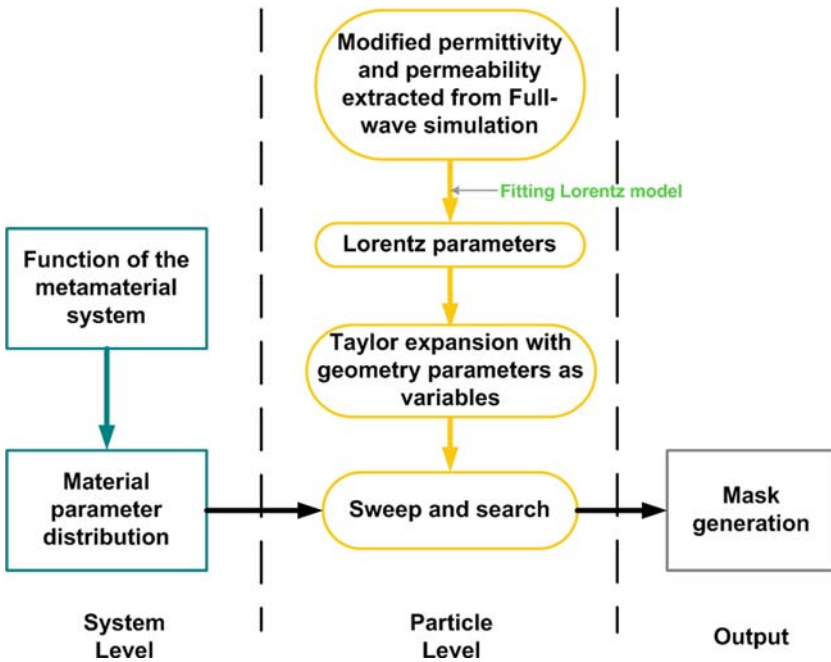 Modified permittivity
and permeability
extracted from Full-
wave simulation
Fitting Lorentz model
Lorentz parameters
Function of the
metamaterial
system
Taylor expansion with
geometry parameters as
variables
Material
parameter
distribution
Sweep and search
Mask
generation
System
Level
Particle
Level
Output